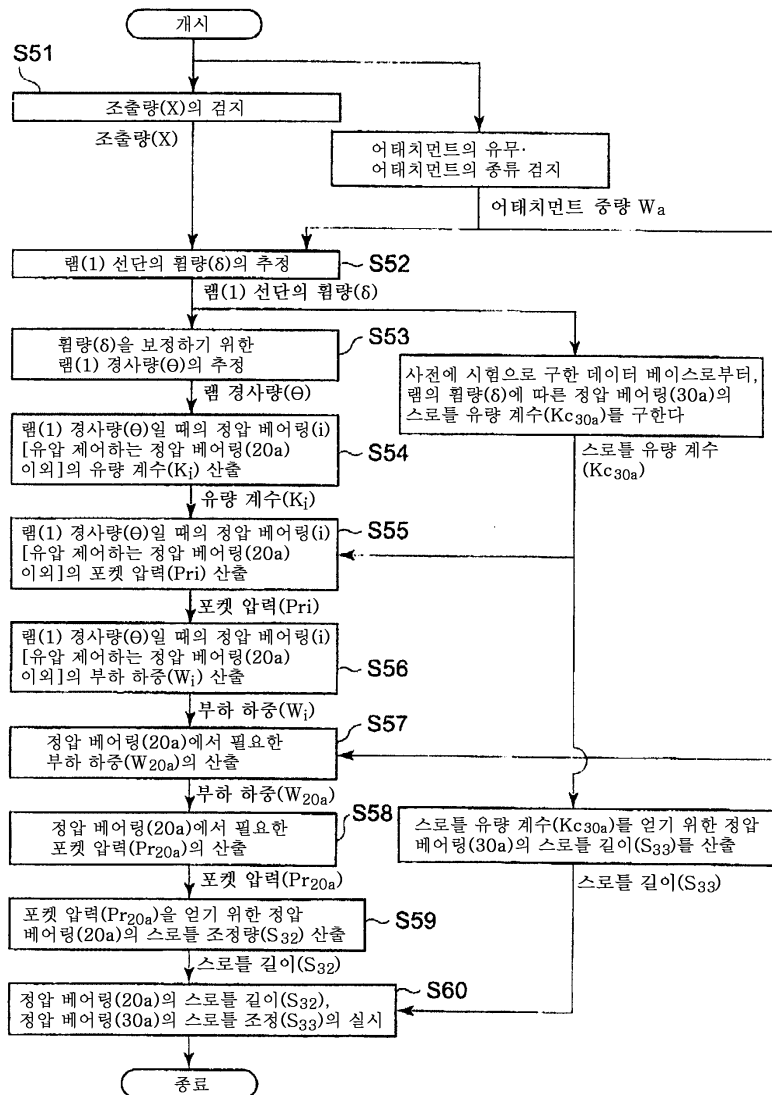 개시
S51
조출량(X)의 검지
조출량(X)
어태치먼트의 유무·
어태치먼트의 종류 검지
어태치먼트 중량 Wa
램(1) 선단의 휨량(δ)의 추정
S52
램(1) 선단의 휨량(δ)
S53
휨량(δ)을 보정하기 위한
램(1) 경사량(Θ)의 추정
램 경사량(Θ)
사전에 시험으로 구한 데이터 베이스로부터,
램의 휨량(δ)에 따른 정압 베어링(30a)의
스로틀 유량 계수(Kc30a)를 구한다
스로틀 유량 계수
(Kc30a)
램(1) 경사량(Θ)일 때의 정압 베어링(i)
[유압 제어하는 정압 베어링(20a)
이외]의 유량 계수(Ki) 산출
S54
유량 계수(Ki)
S55
램(1) 경사량(Θ)일 때의 정압 베어링(i)
[유압 제어하는 정압 베어링(20a)
이외]의 포켓 압력(Pri) 산출
포켓 압력(Pri)
램(1) 경사량(Θ)일 때의 정압 베어링(i)
[유압 제어하는 정압 베어링(20a)
이외]의 부하 하중(Wi) 산출
S56
부하 하중(Wi)
S57
정압 베어링(20a)에서 필요한
부하 하중(W20a)의 산출
부하 하중(W20a)
정압 베어링(20a)에서 필요한
포켓 압력(Pr20a)의 산출
S58
포켓 압력(Pr20a)
스로틀 유량 계수(Kc30a)를 얻기 위한 정압
베어링(30a)의 스로틀 길이(S33)를 산출
스로틀 길이(S33)
포켓 압력(Pr20a)을 얻기 위한 정압
베어링(20a)의 스로틀 조정량(S32) 산출
S59
스로틀 길이(S32)
S60
정압 베어링(20a)의 스로틀 길이(S32),
정압 베어링(30a)의 스로틀 조정(S33)의 실시
종료